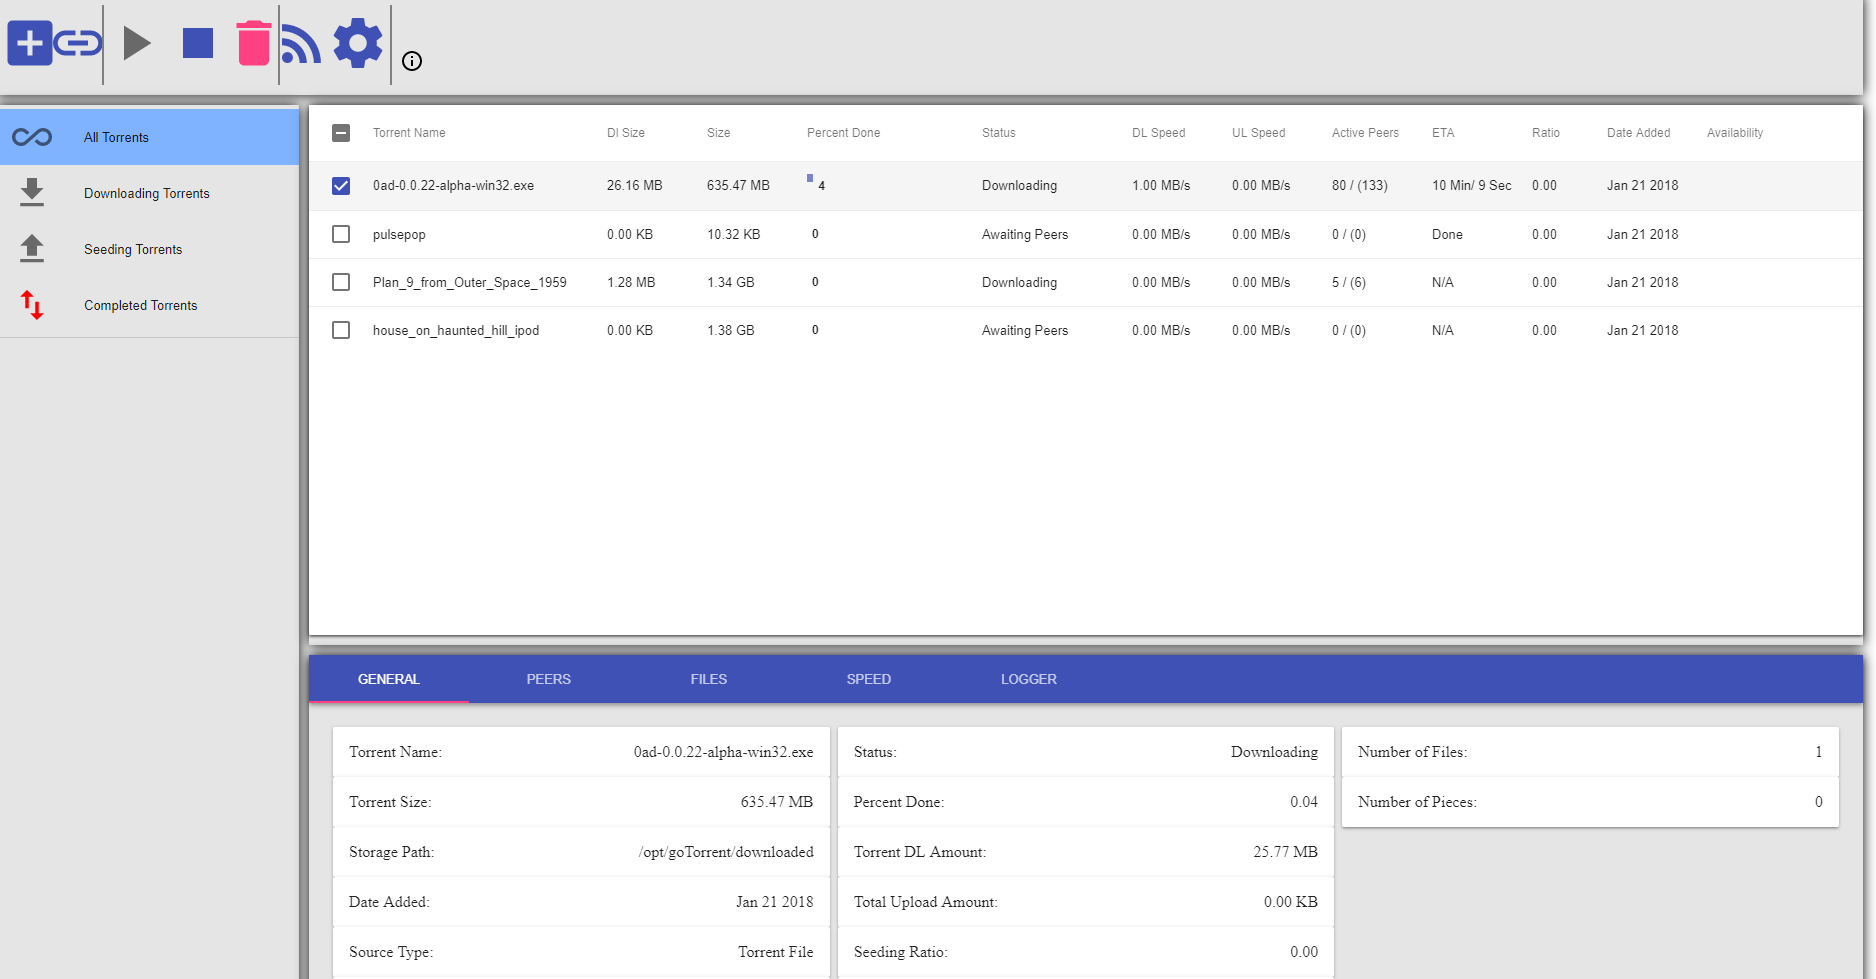 All Torrents
Downloading Torrents
Seeding Torrents
Completed Torrents
Torrent Name Dl Size Size Percent Done Status DL Speed UL Speed Active Peers ETA Ratio Date Added Availability
0ad-0.0.22-alpha-win32.exe 26.16 MB 635.47 MB 4 Downloading 1.00 MB/s 0.00 MB/s 80 / (133) 10 Min/ 9 Sec 0.00 Jan 21 2018
pulsepop 0.00 KB 10.32 KB 0 Awaiting Peers 0.00 MB/s 0.00 MB/s 0 / (0) Done 0.00 Jan 21 2018
Plan_9_from_Outer_Space_1959 1.28 MB 1.34 GB 0 Downloading 0.00 MB/s 0.00 MB/s 5 / (6) N/A 0.00 Jan 21 2018
house_on_haunted_hill_ipod 0.00 KB 1.38 GB 0 Awaiting Peers 0.00 MB/s 0.00 MB/s 0 / (0) N/A 0.00 Jan 21 2018
GENERAL PEERS FILES SPEED LOGGER
Torrent Name: 0ad-0.0.22-alpha-win32.exe
Torrent Size: 635.47 MB
Storage Path: /opt/goTorrent/downloaded
Date Added: Jan 21 2018
Source Type: Torrent File
Status: Downloading
Percent Done: 0.04
Torrent DL Amount: 25.77 MB
Total Upload Amount: 0.00 KB
Seeding Ratio: 0.00
Number of Files: 1
Number of Pieces: 0